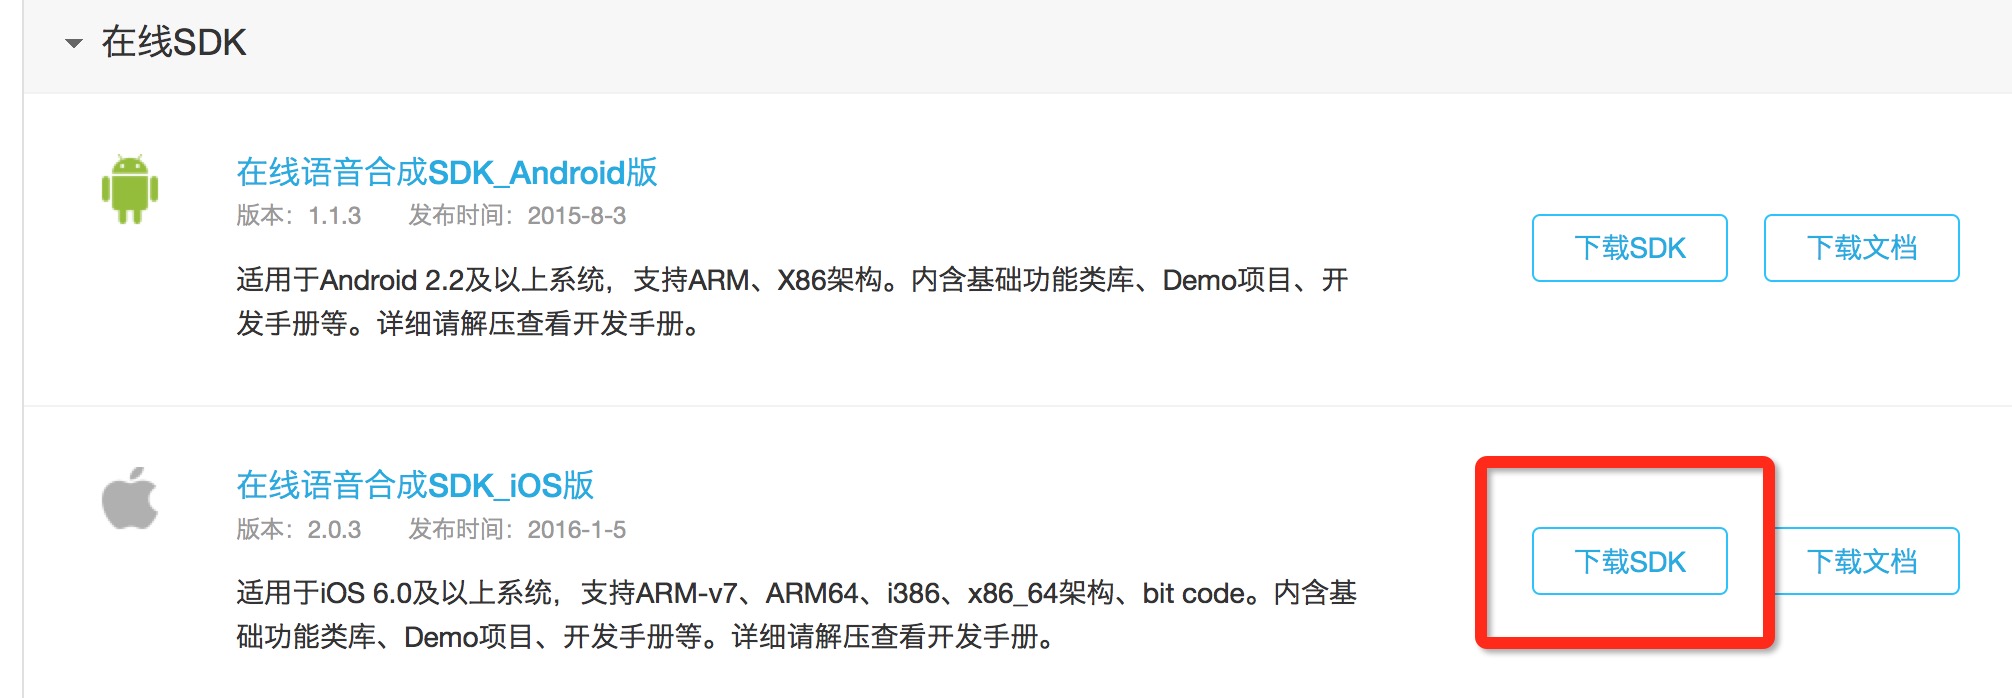 在线SDK
在线语音合成SDK_Android版
版本：1.1.3 发布时间：2015-8-3
下载SDK 下载文档
适用于Android 2.2及以上系统，支持ARM、X86架构。内含基础功能类库、Demo项目、开
发手册等。详细请解压查看开发手册。
在线语音合成SDK_iOS版
版本：2.0.3 发布时间：2016-1-5
下载SDK 下载文档
适用于iOS 6.0及以上系统，支持ARM-v7、ARM64、i386、x86_64架构、bit code。内含基
础功能类库、Demo项目、开发手册等。详细请解压查看开发手册。